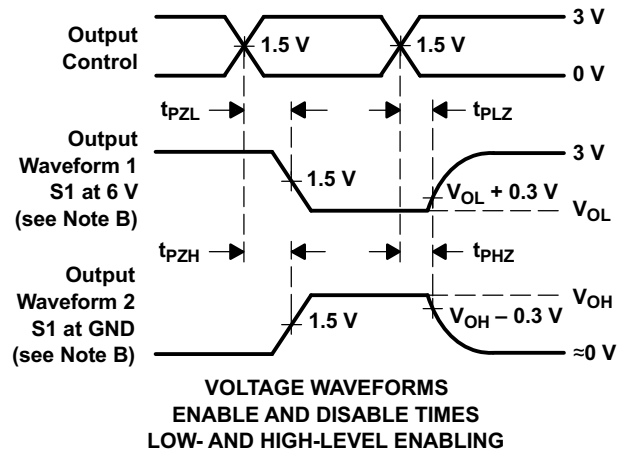 Output
Control
1.5 V
1.5 V
3 V
0 V
tPZL
tPLZ
Output
Waveform 1
S1 at 6 V
(see Note B)
1.5 V
3 V
VOL + 0.3 V
VOL
tPZH
tPHZ
Output
Waveform 2
S1 at GND
(see Note B)
1.5 V
VOH
VOH – 0.3 V
≈0 V
VOLTAGE WAVEFORMS
ENABLE AND DISABLE TIMES
LOW- AND HIGH-LEVEL ENABLING